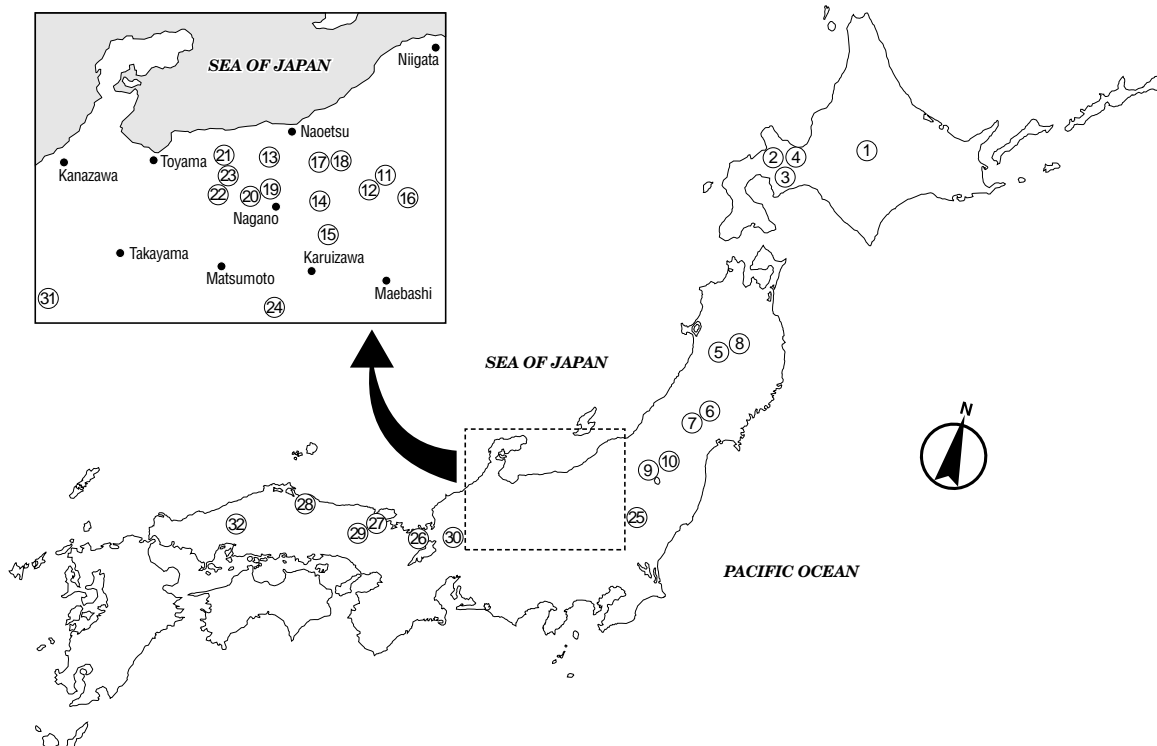 SEA OF JAPAN
Niigata
Naoetsu
Toyama
Kanazawa
21
13
17
18
23
11
22
20
19
12
14
16
Nagano
15
Takayama
Matsumoto
Karuizawa
Maebashi
31
24
1
2
4
3
SEA OF JAPAN
5
8
6
7
N
9
10
28
32
27
29
26
30
25
PACIFIC OCEAN